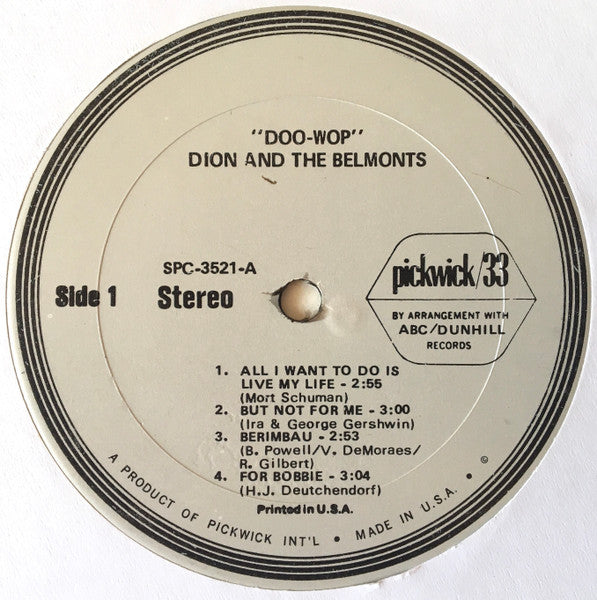 "DOO-WOP"
DION AND THE BELMONTS
SPC-3521-A
Side 1 Stereo
pickwick/33
BY ARRANGEMENT WITH
ABC/DUNHILL
RECORDS
1. ALL I WANT TO DO IS
LIVE MY LIFE - 2:55
(Mort Schuman)
2. BUT NOT FOR ME - 3:00
(Ira & George Gershwin)
3. BERIMBAU - 2:53
(B. Powell/V. DeMoraes/
R. Gilbert)
4. FOR BOBBIE - 3:04
(H.J. Deutchendorf)
Printed in U.S.A.
A PRODUCT OF PICKWICK INT'L • MADE IN U.S.A. • ©